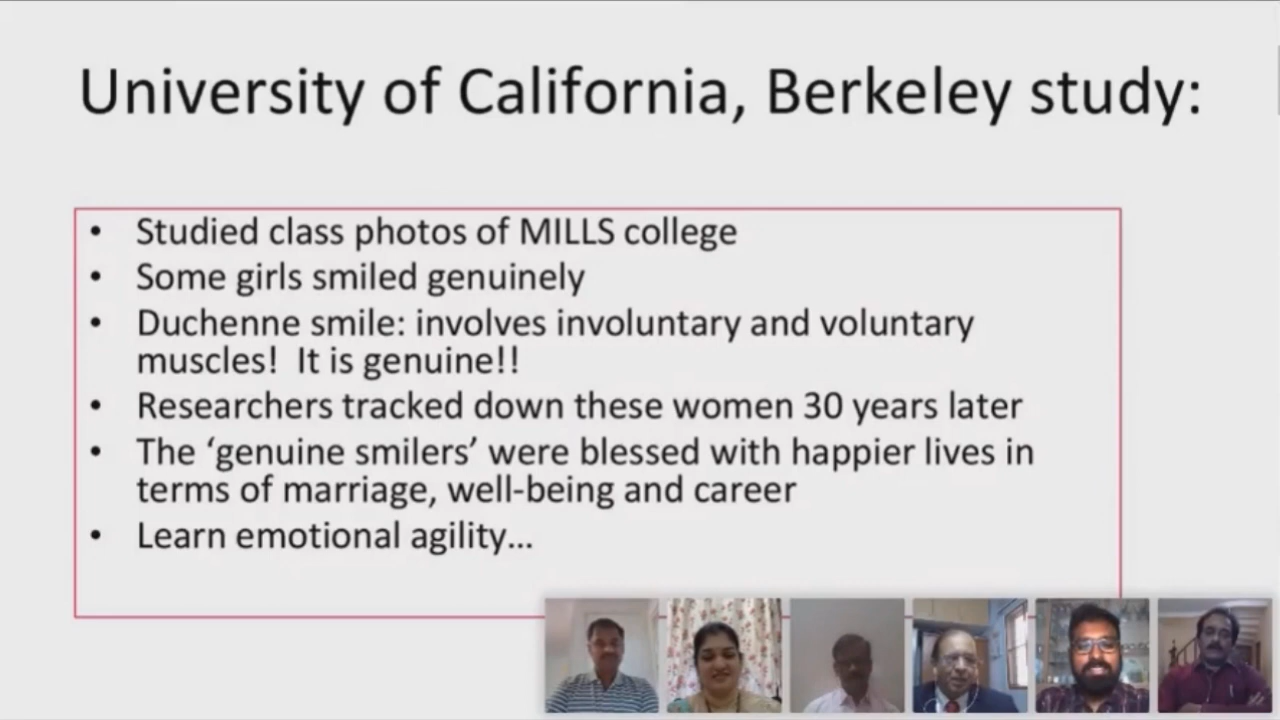 University of California, Berkeley study:
• Studied class photos of MILLS college
• Some girls smiled genuinely
• Duchenne smile: involves involuntary and voluntary
muscles!  It is genuine!!
• Researchers tracked down these women 30 years later
• The ‘genuine smilers’ were blessed with happier lives in
terms of marriage, well-being and career
• Learn emotional agility...